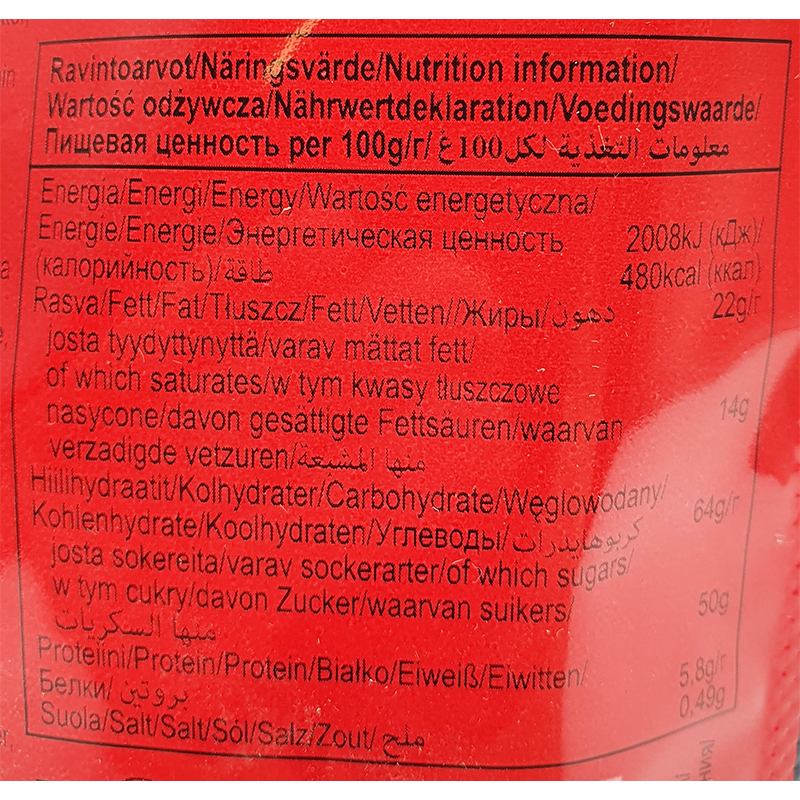 Ravintoarvot/Näringsvärde/Nutrition information/
Wartość odżywcza/Nährwertdeklaration/Voedingswaarde/
Пищевая ценность per 100g/r/ معلومات التغذية لكل100غ
Energia/Energi/Energy/Wartość energetyczna/
Energie/Energie/Энергетическая ценность 2008kJ (кДж)/
(калорийность)/طاقة 480kcal (ккал)
Rasva/Fett/Fat/Tłuszcz/Fett/Vetten//Жиры/دهون 22g/г
josta tyydyttynyttä/varav mättat fett/
of which saturates/w tym kwasy tłuszczowe
nasycone/davon gesättigte Fettsäuren/waarvan 14g
verzadigde vetzuren/منها المشبعة
Hiilihydraatit/Kolhydrater/Carbohydrate/Węglowodany/ 64g/г
Kohlenhydrate/Koolhydraten/Углеводы/كربوهايدرات
josta sokereita/varav sockerarter/of which sugars/
w tym cukry/davon Zucker/waarvan suikers/ 50g
منها السكريات
Proteiini/Protein/Protein/Białko/Eiweiß/Eiwitten/ 5,8g/г
Белки/ بروتين 0,49g
Suola/Salt/Salt/Sól/Salz/Zout/ ملح